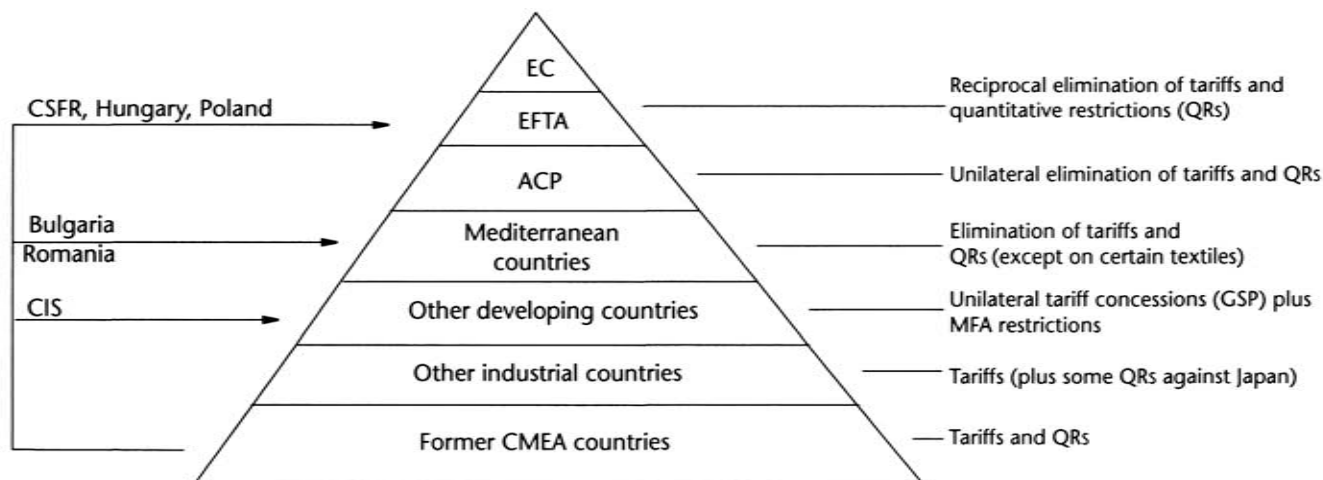 EC
CSFR, Hungary, Poland
EFTA
Reciprocal elimination of tariffs and
quantitative restrictions (QRs)
ACP
Unilateral elimination of tariffs and QRs
Bulgaria
Romania
Mediterranean
countries
Elimination of tariffs and
QRs (except on certain textiles)
CIS
Other developing countries
Unilateral tariff concessions (GSP) plus
MFA restrictions
Other industrial countries
Tariffs (plus some QRs against Japan)
Former CMEA countries
Tariffs and QRs